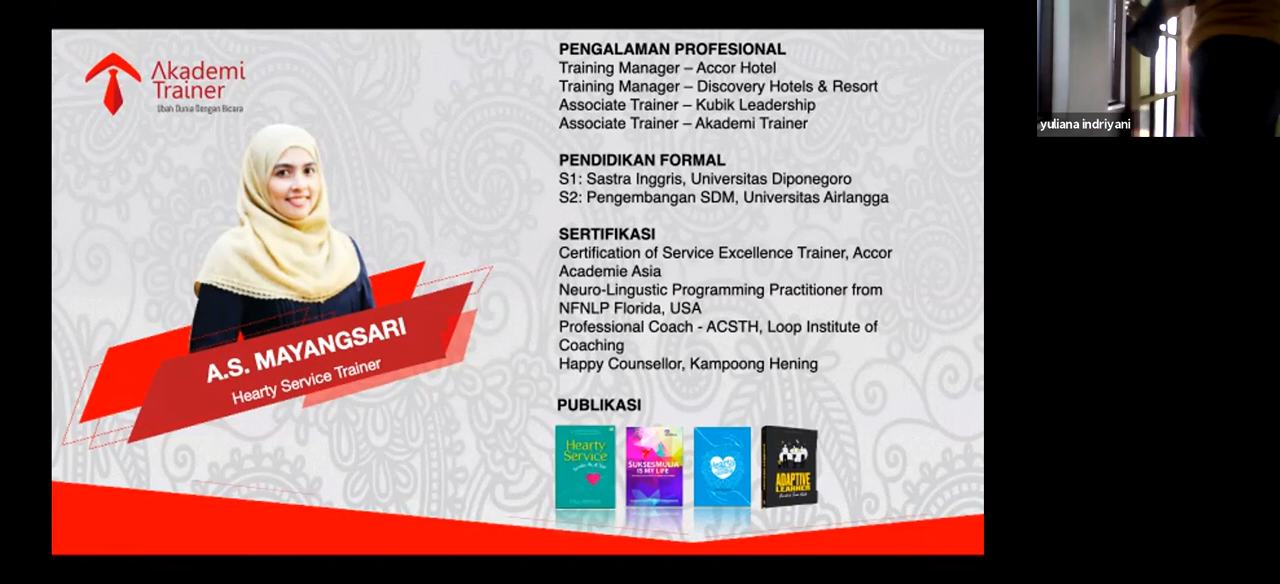 Akademi
Trainer
Ubah Dunia Dengan Bicara
A.S. MAYANGSARI
Hearty Service Trainer
PENGALAMAN PROFESIONAL
Training Manager – Accor Hotel
Training Manager – Discovery Hotels & Resort
Associate Trainer – Kubik Leadership
Associate Trainer – Akademi Trainer
PENDIDIKAN FORMAL
S1: Sastra Inggris, Universitas Diponegoro
S2: Pengembangan SDM, Universitas Airlangga
SERTIFIKASI
Certification of Service Excellence Trainer, Accor
Academie Asia
Neuro-Lingustic Programming Practitioner from
NFNLP Florida, USA
Professional Coach - ACSTH, Loop Institute of
Coaching
Happy Counsellor, Kampoong Hening
PUBLIKASI
Hearty
Service
SUKSESMULIA
IS MY LIFE
ADAPTIVE
LEARNER
yuliana indriyani